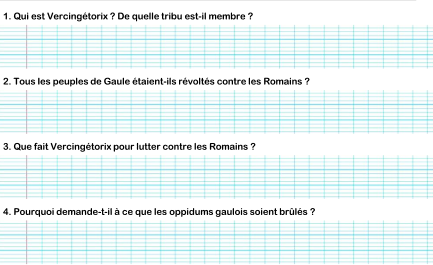 1. Qui est Vercingétorix ? De quelle tribu est-il membre ?
2. Tous les peuples de Gaule étaient-ils révoltés contre les Romains ?
3. Que fait Vercingétorix pour lutter contre les Romains ?
4. Pourquoi demande-t-il à ce que les oppidums gaulois soient brûlés ?